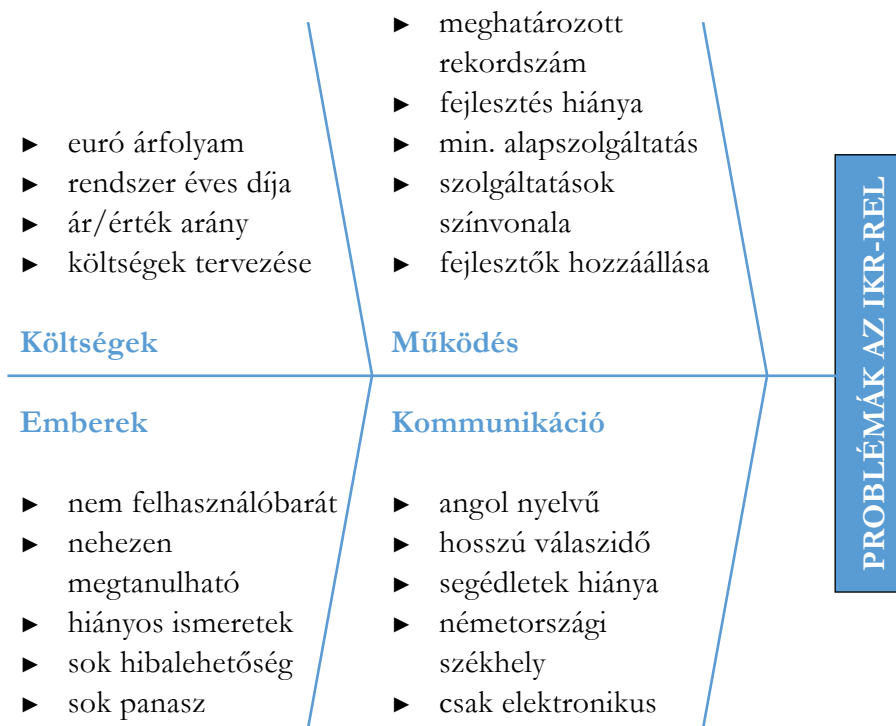 ► euró árfolyam
► rendszer éves díja
► ár/érték arány
► költségek tervezése
Költségek
► meghatározott
rekordszám
► fejlesztés hiánya
► min. alapszolgáltatás
► szolgáltatások
színvonala
► fejlesztők hozzáállása
Működés
Emberek
► nem felhasználóbarát
► nehezen
megtanulható
► hiányos ismeretek
► sok hibalehetőség
► sok panasz
Kommunikáció
► angol nyelvű
► hosszú válaszidő
► segédletek hiánya
► németországi
székhely
► csak elektronikus
PROBLÉMÁK AZ IKR-REL